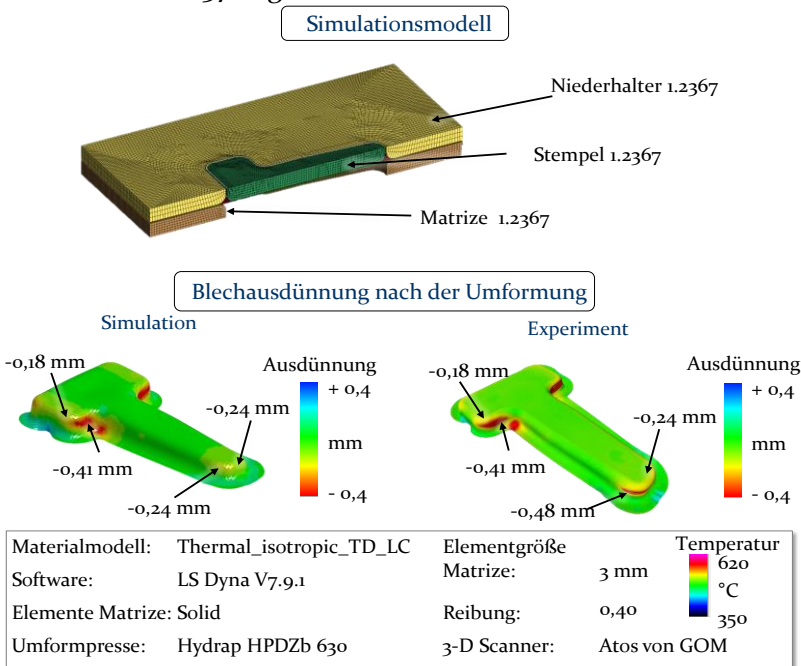 Simulationsmodell
Niederhalter 1.2367
Stempel 1.2367
Matrize 1.2367
Blechausdünnung nach der Umformung
Simulation
Experiment
-0,18 mm
Ausdünnung
+ 0,4
mm
- 0,4
-0,24 mm
-0,41 mm
-0,24 mm
-0,18 mm
Ausdünnung
+ 0,4
mm
- 0,4
-0,24 mm
-0,41 mm
-0,48 mm
Materialmodell: Thermal_isotropic_TD_LC
Software: LS Dyna V7.9.1
Elemente Matrize: Solid
Umformpresse: Hydrap HPDZb 630
Elementgröße
Matrize: 3 mm
Reibung: 0,40
3-D Scanner: Atos von GOM
Temperatur
620
°C
350